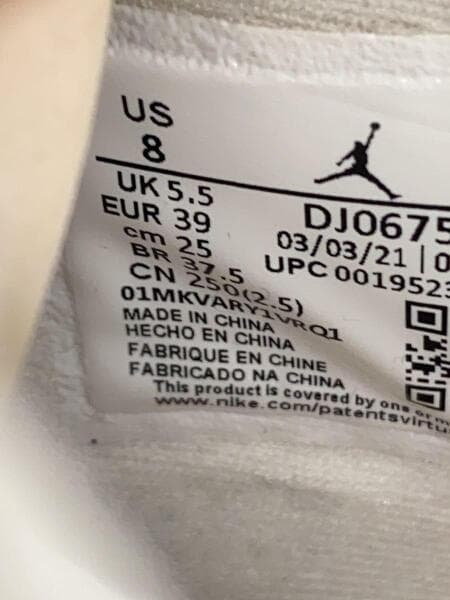 US
8
UK 5.5
EUR 39
cm 25
BR 37.5
CN 250(2.5)
DJ0675
03/03/21 | 0
UPC 0019523
01MKVARY1VRQ1
MADE IN CHINA
HECHO EN CHINA
FABRIQUE EN CHINE
FABRICADO NA CHINA
This product is covered by one or m
www.nike.com/patentsvirtu